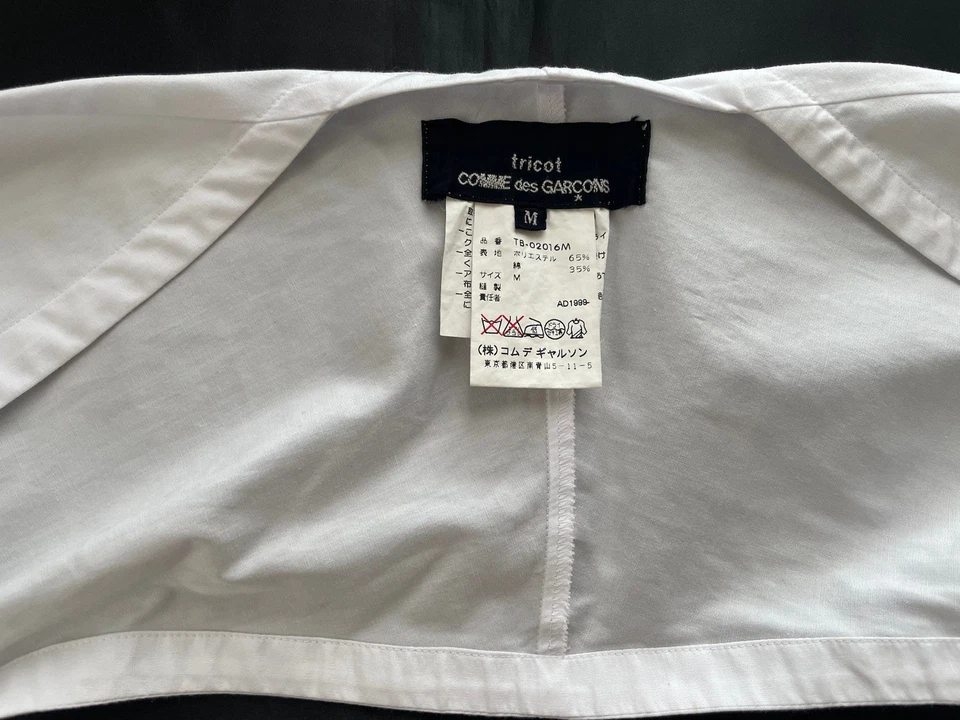 tricot
COMME des GARÇONS
M
品番 TB-02016M
表地 ポリエステル 65%
綿 35%
サイズ M
縫製
責任者
AD1999
(株)コムデギャルソン
東京都港区南青山5-11-5